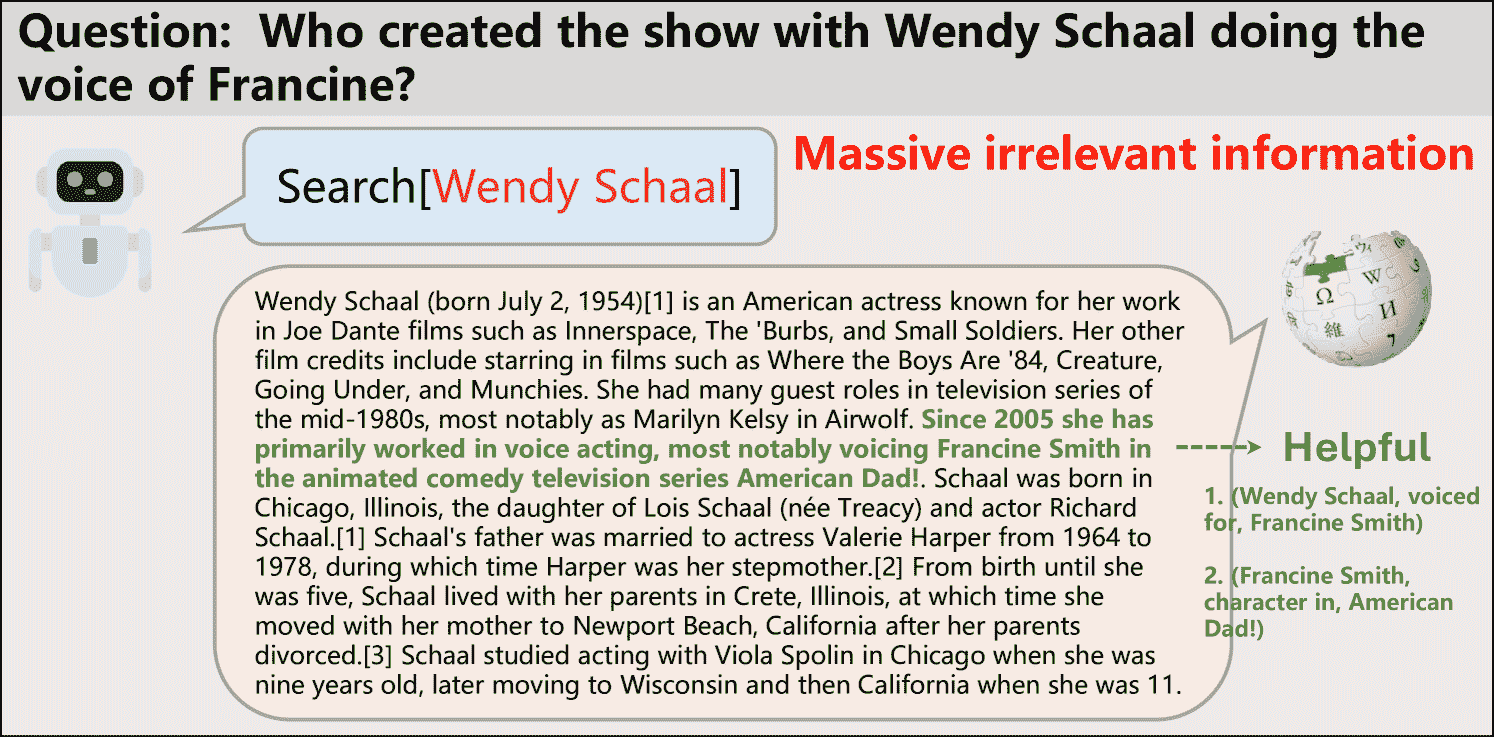 Question:  Who created the show with Wendy Schaal doing the
voice of Francine?
Massive irrelevant information
Search[Wendy Schaal]
Wendy Schaal (born July 2, 1954)[1] is an American actress known for her work
in Joe Dante films such as Innerspace, The 'Burbs, and Small Soldiers. Her other
film credits include starring in films such as Where the Boys Are '84, Creature,
Going Under, and Munchies. She had many guest roles in television series of
the mid-1980s, most notably as Marilyn Kelsy in Airwolf. Since 2005 she has
primarily worked in voice acting, most notably voicing Francine Smith in
the animated comedy television series American Dad!. Schaal was born in
Chicago, Illinois, the daughter of Lois Schaal (née Treacy) and actor Richard
Schaal.[1] Schaal's father was married to actress Valerie Harper from 1964 to
1978, during which time Harper was her stepmother.[2] From birth until she
was five, Schaal lived with her parents in Crete, Illinois, at which time she
moved with her mother to Newport Beach, California after her parents
divorced.[3] Schaal studied acting with Viola Spolin in Chicago when she was
nine years old, later moving to Wisconsin and then California when she was 11.
Ω
W
И
維
Helpful
1. (Wendy Schaal, voiced
for, Francine Smith)
2. (Francine Smith,
character in, American
Dad!)